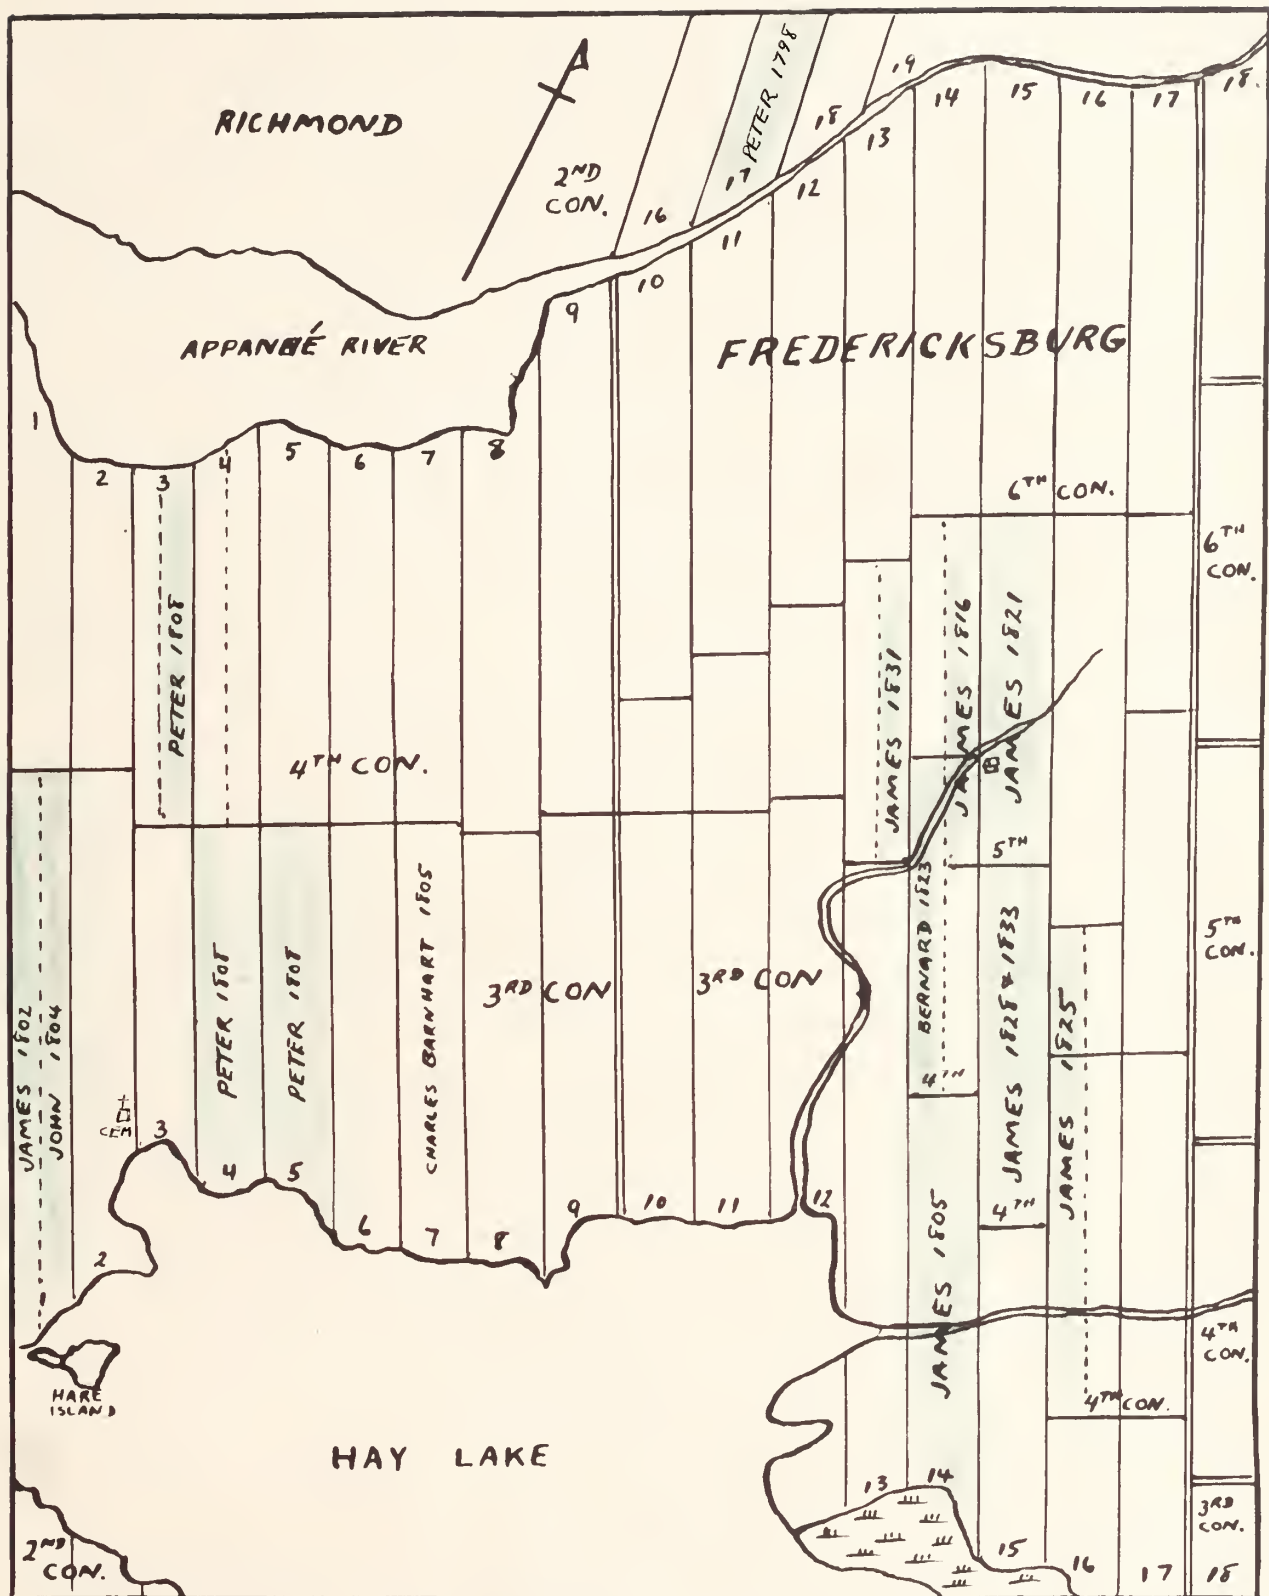 RICHMOND
2ND
CON.
16
17 PETER 1798
18
19
14
15
16
17
18.
13
12
11
10
9
APPANEÉ RIVER
FREDERICKSBURG
1
2
3
4
5
6
7
8
6TH CON.
6TH
CON.
PETER 1808
4TH CON.
JAMES 1831
JAMES 1816
JAMES 1821
5TH
JAMES 1802
JOHN 1804
CEM
PETER 1808
PETER 1808
CHARLES BARNHART 1805
3RD CON
3RD CON
BERNARD 1823
4TH
JAMES 1828 & 1833
4TH
JAMES 1825
5TH
CON.
1
2
3
4
5
6
7
8
9
10
11
12
JAMES 1805
4TH
CON.
4TH CON.
HARE
ISLAND
HAY LAKE
2ND
CON.
13
14
15
16
17
18
3RD
CON.